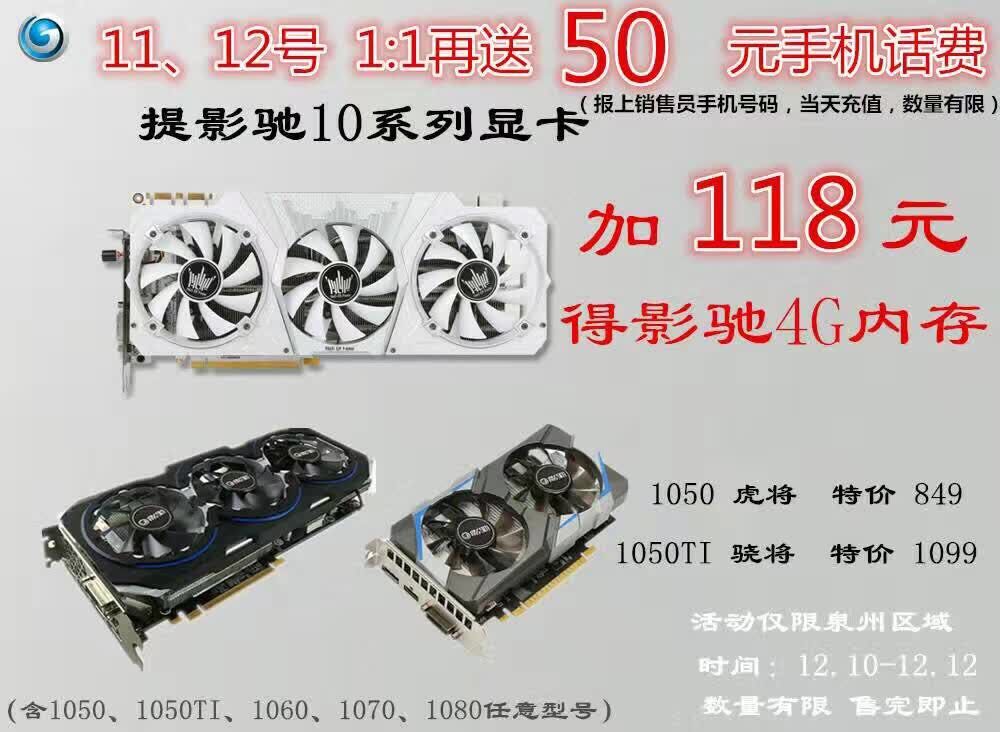 11、12号 1:1再送 50 元手机话费
(报上销售员手机号码，当天充值，数量有限)
提影驰10系列显卡
加 118 元
得影驰4G内存
1050 虎将 特价 849
1050TI 骁将 特价 1099
活动仅限泉州区域
时间: 12.10-12.12
数量有限 售完即止
(含1050、1050TI、1060、1070、1080任意型号)